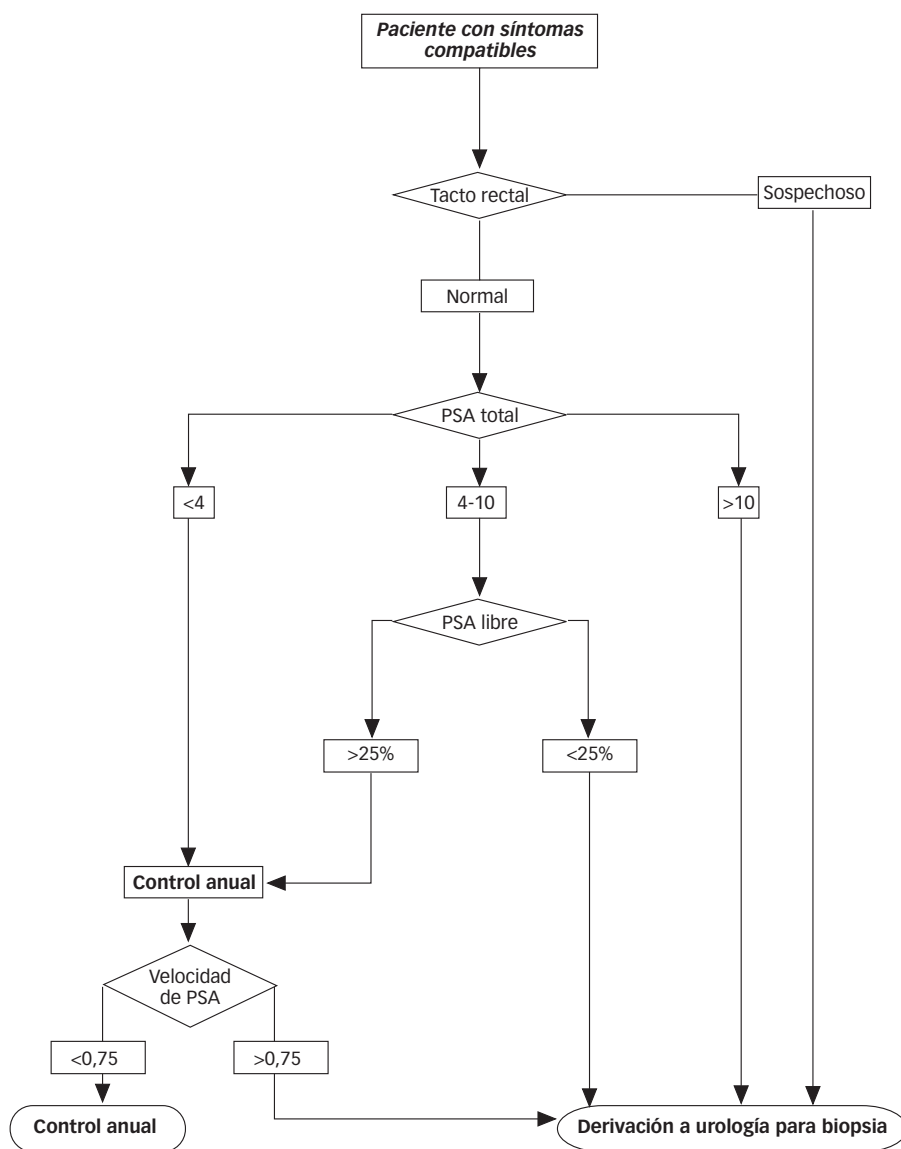 Paciente con síntomas
compatibles
Tacto rectal
Sospechoso
Normal
PSA total
<4
4-10
>10
PSA libre
>25%
<25%
Control anual
Velocidad
de PSA
<0,75
>0,75
Control anual
Derivación a urología para biopsia